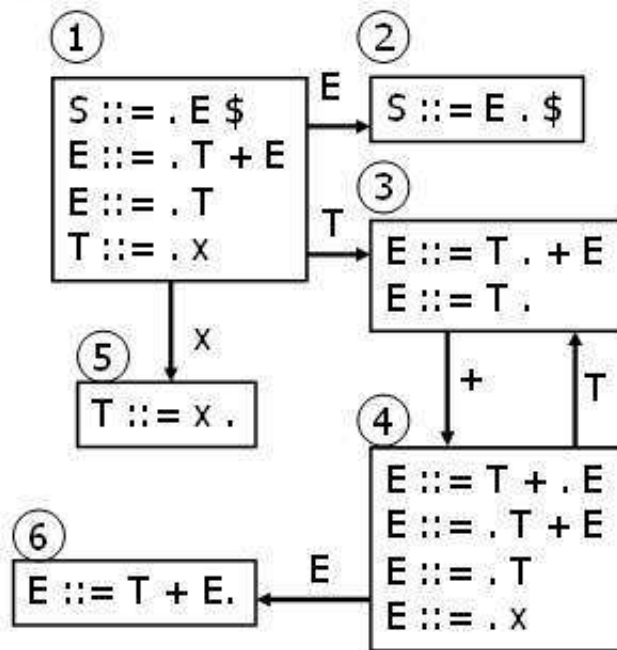 1
S ::= . E $
E ::= . T + E
E ::= . T
T ::= . x
E
2
S ::= E . $
T
3
E ::= T . + E
E ::= T .
x
5
T ::= x .
+
T
4
E ::= T + . E
E ::= . T + E
E ::= . T
E ::= . x
E
6
E ::= T + E.